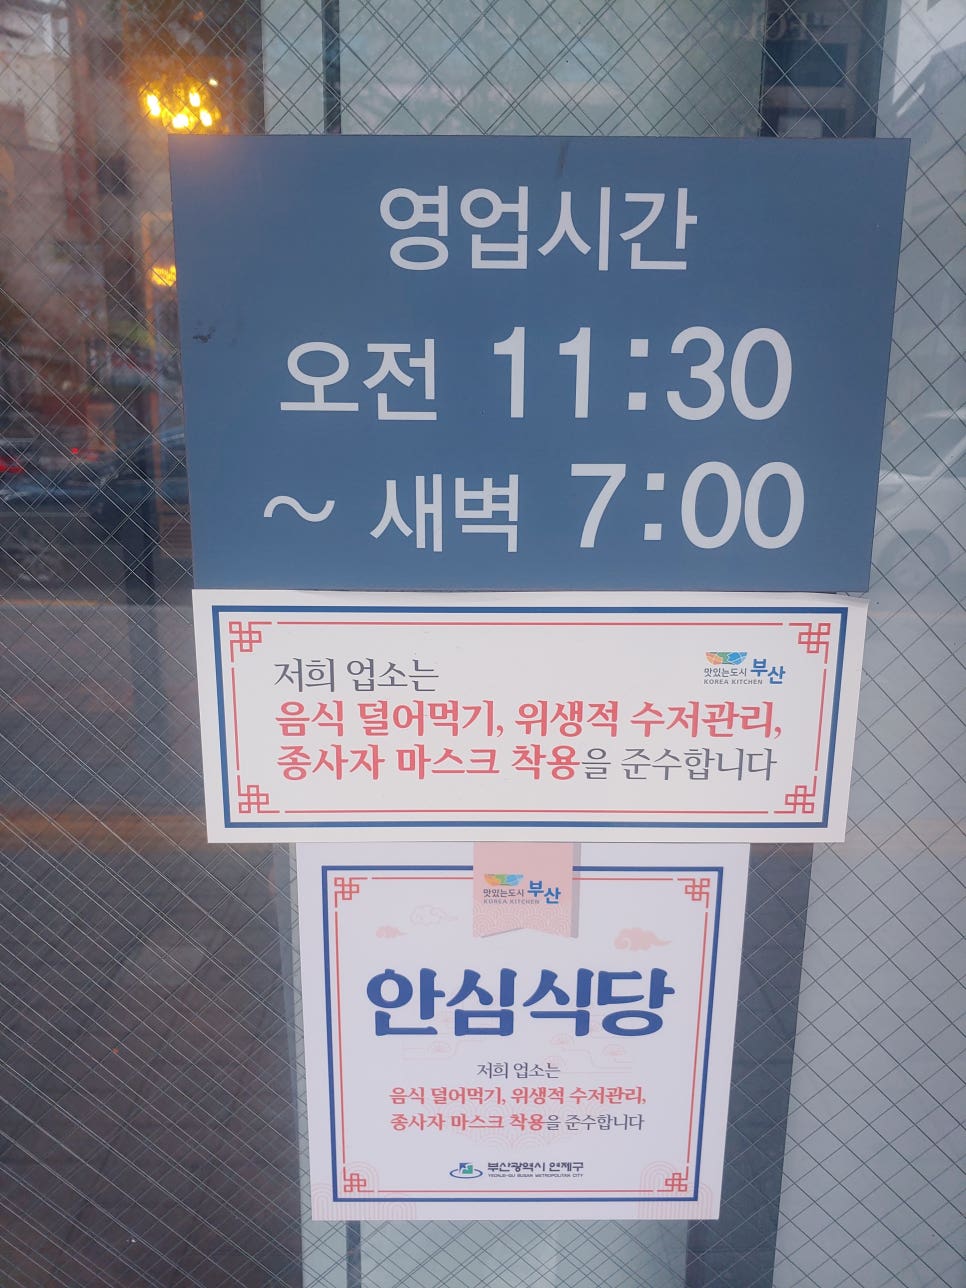 영업시간
오전 11:30
~ 새벽 7:00
저희 업소는
맛있는도시 부산
KOREA KITCHEN
음식 덜어먹기, 위생적 수저관리,
종사자 마스크 착용을 준수합니다
맛있는도시 부산
KOREA KITCHEN
안심식당
저희 업소는
음식 덜어먹기, 위생적 수저관리,
종사자 마스크 착용을 준수합니다
부산광역시 연제구
YEONJE-GU BUSAN METROPOLITAN CITY